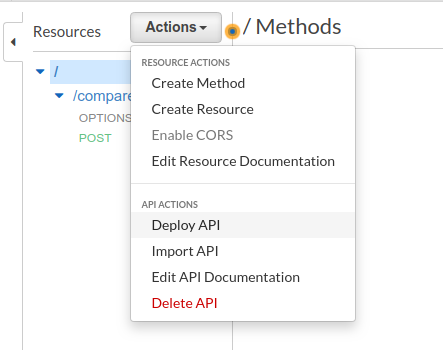 Resources
Actions
/ Methods
/
/compare
OPTIONS
POST
RESOURCE ACTIONS
Create Method
Create Resource
Enable CORS
Edit Resource Documentation
API ACTIONS
Deploy API
Import API
Edit API Documentation
Delete API